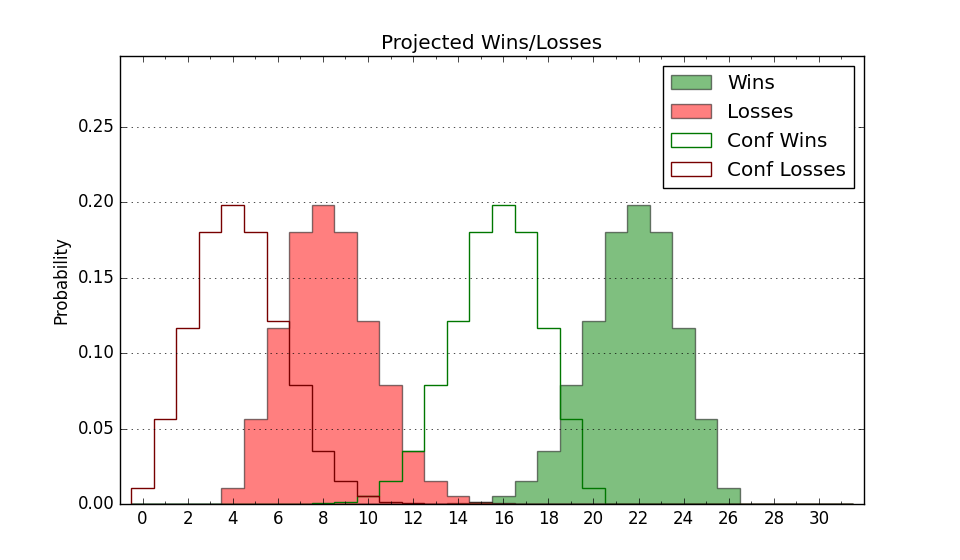 Projected Wins/Losses
Wins
Losses
Conf Wins
Conf Losses
Probability
0.25
0.20
0.15
0.10
0.05
0.00
0 2 4 6 8 10 12 14 16 18 20 22 24 26 28 30